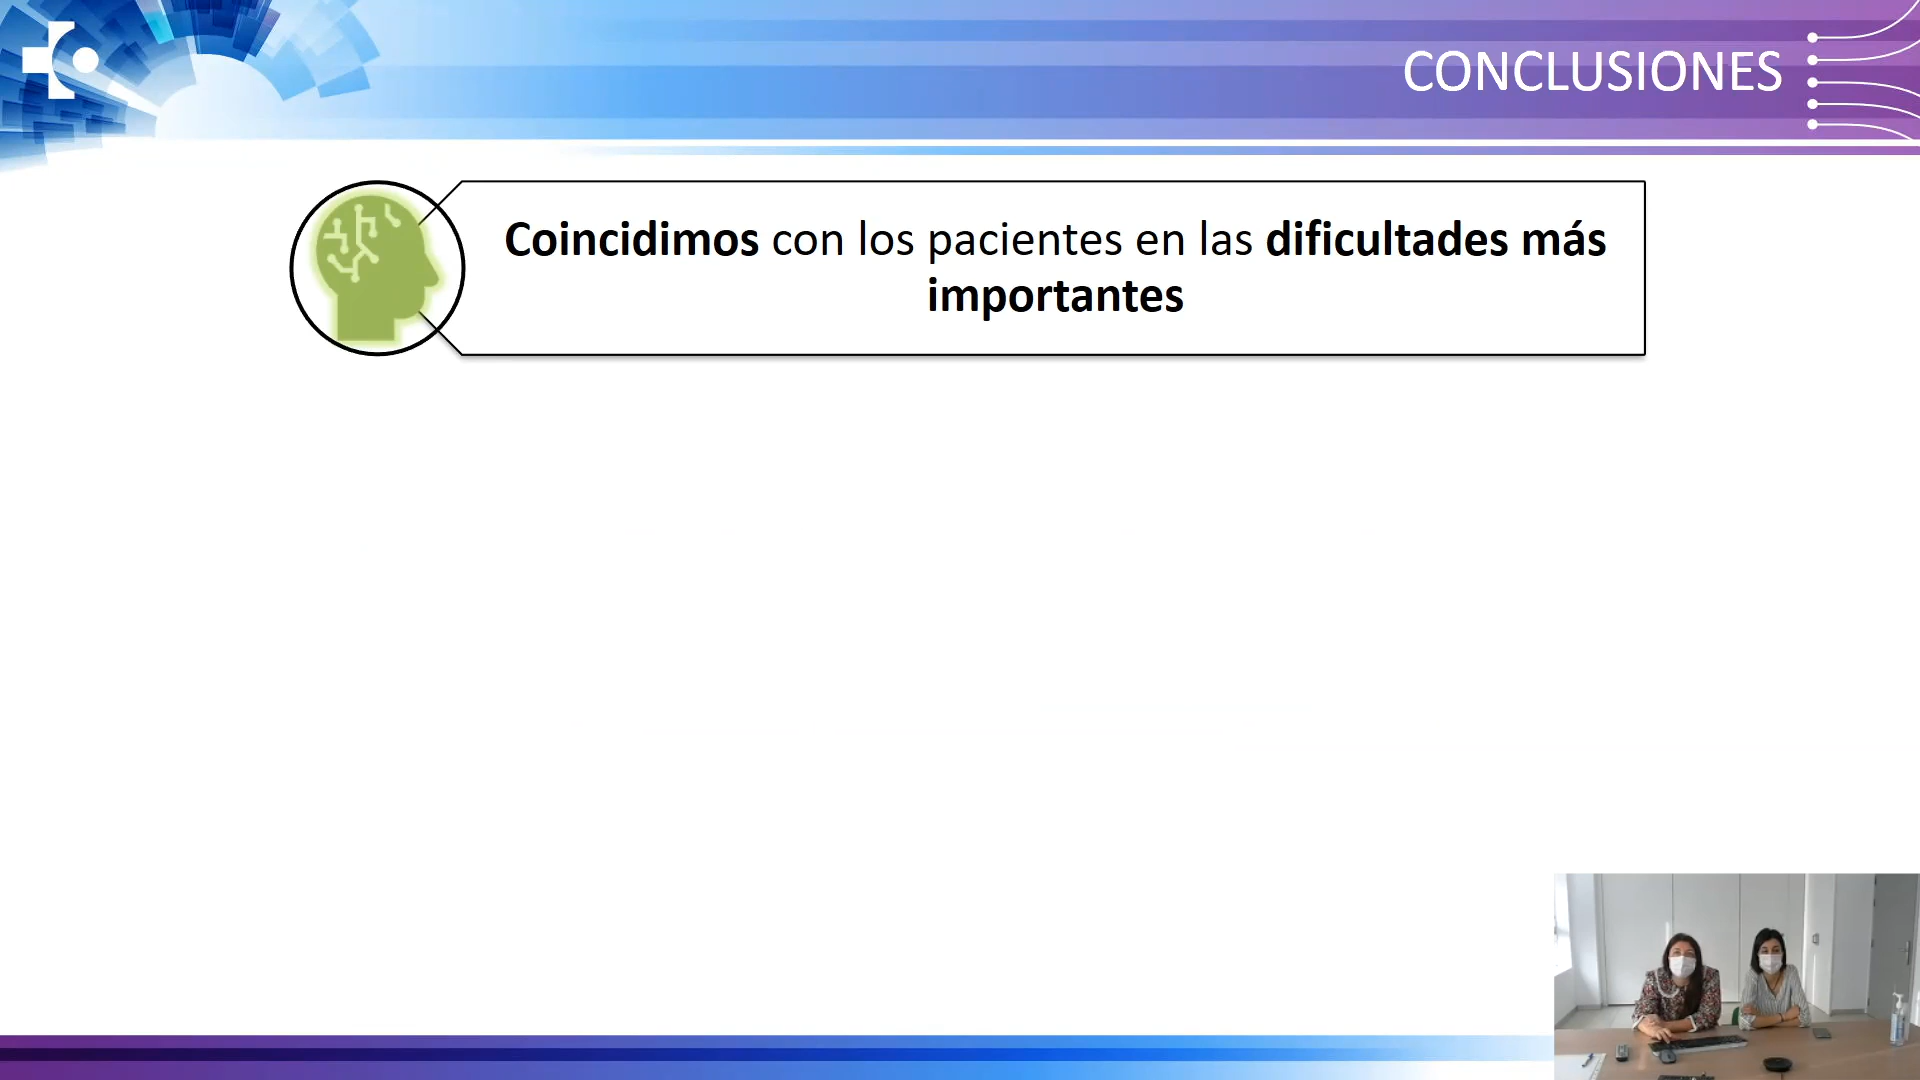 CONCLUSIONES
Coincidimos con los pacientes en las dificultades más
importantes